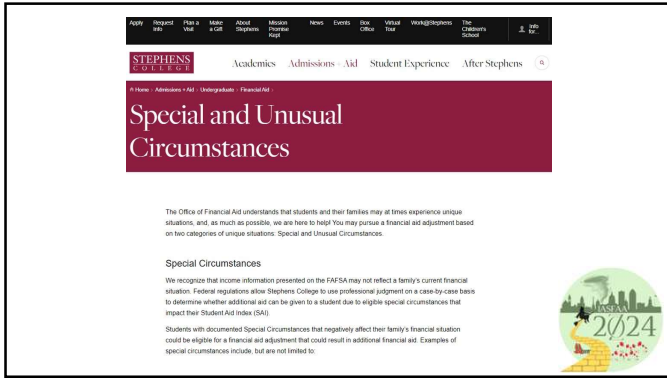 Apply Request Info Plan a Visit Make a Gift About Stephens Mission Promise Kept News Events Box Office Virtual Tour Work@Stephens The Children's School Info for...
STEPHENS
COLLEGE
Academics Admissions + Aid Student Experience After Stephens
Home › Admissions + Aid › Undergraduate › Financial Aid ›
Special and Unusual
Circumstances
The Office of Financial Aid understands that students and their families may at times experience unique
situations, and, as much as possible, we are here to help! You may pursue a financial aid adjustment based
on two categories of unique situations: Special and Unusual Circumstances.
Special Circumstances
We recognize that income information presented on the FAFSA may not reflect a family's current financial
situation. Federal regulations allow Stephens College to use professional judgment on a case-by-case basis
to determine whether additional aid can be given to a student due to eligible special circumstances that
impact their Student Aid Index (SAI).
Students with documented Special Circumstances that negatively affect their family's financial situation
could be eligible for a financial aid adjustment that could result in additional financial aid. Examples of
special circumstances include, but are not limited to:
IASFAA
2024